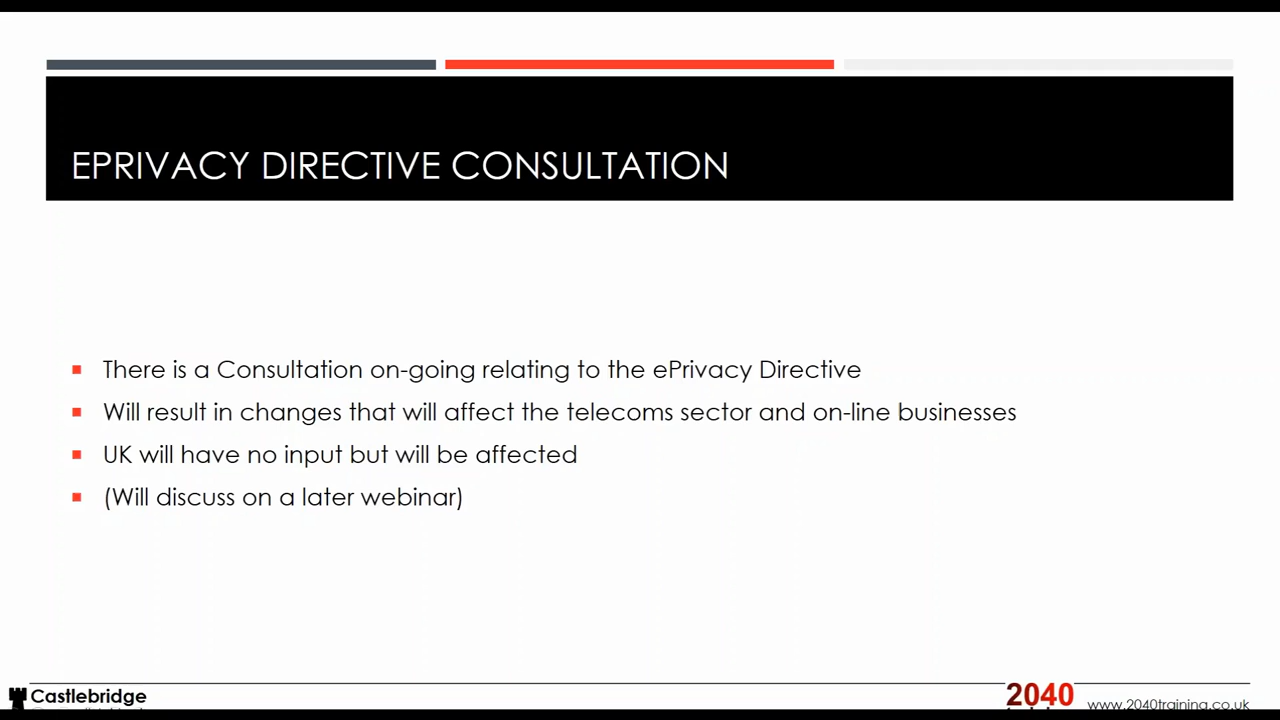 EPRIVACY DIRECTIVE CONSULTATION
There is a Consultation on-going relating to the ePrivacy Directive
Will result in changes that will affect the telecoms sector and on-line businesses
UK will have no input but will be affected
(Will discuss on a later webinar)
Castlebridge
2040
www.2040training.co.uk